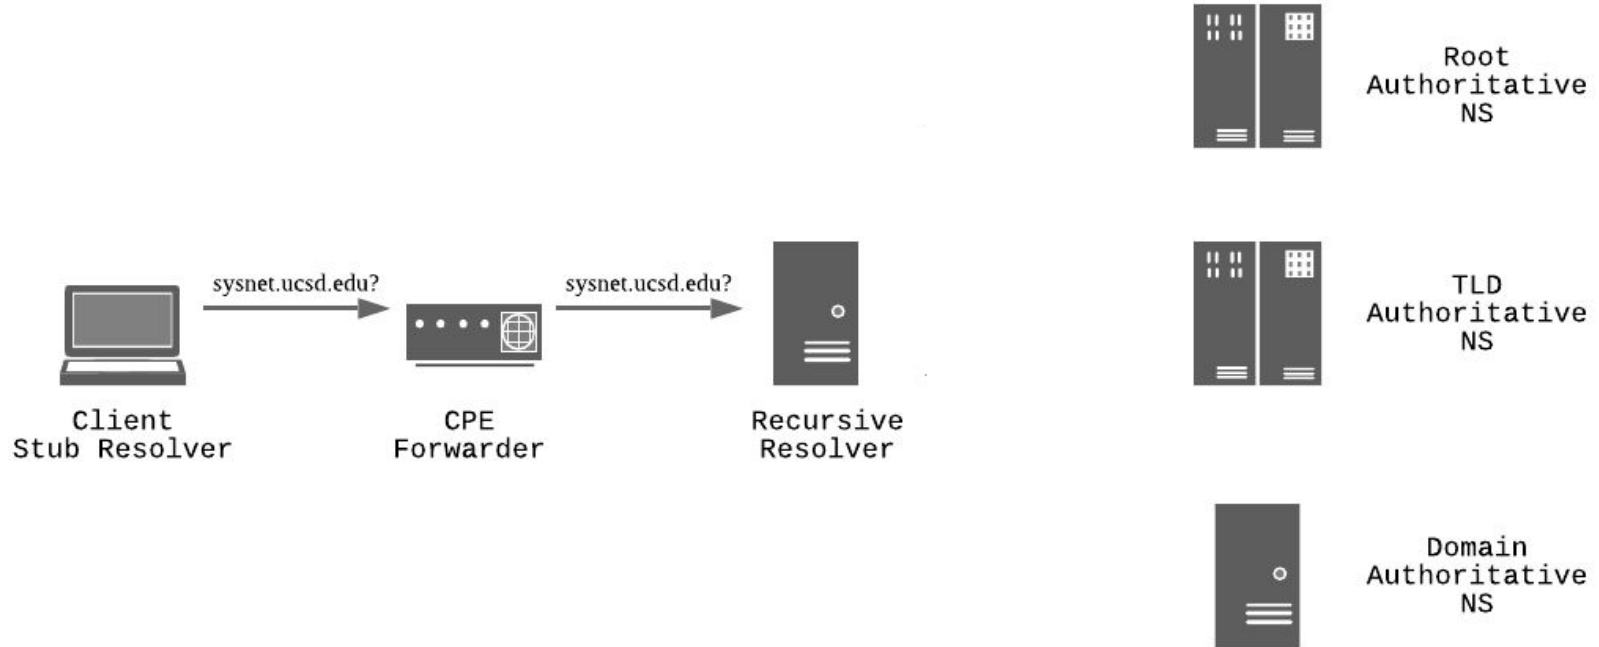 Root
Authoritative
NS
sysnet.ucsd.edu?
sysnet.ucsd.edu?
TLD
Authoritative
NS
Client
Stub Resolver
CPE
Forwarder
Recursive
Resolver
Domain
Authoritative
NS